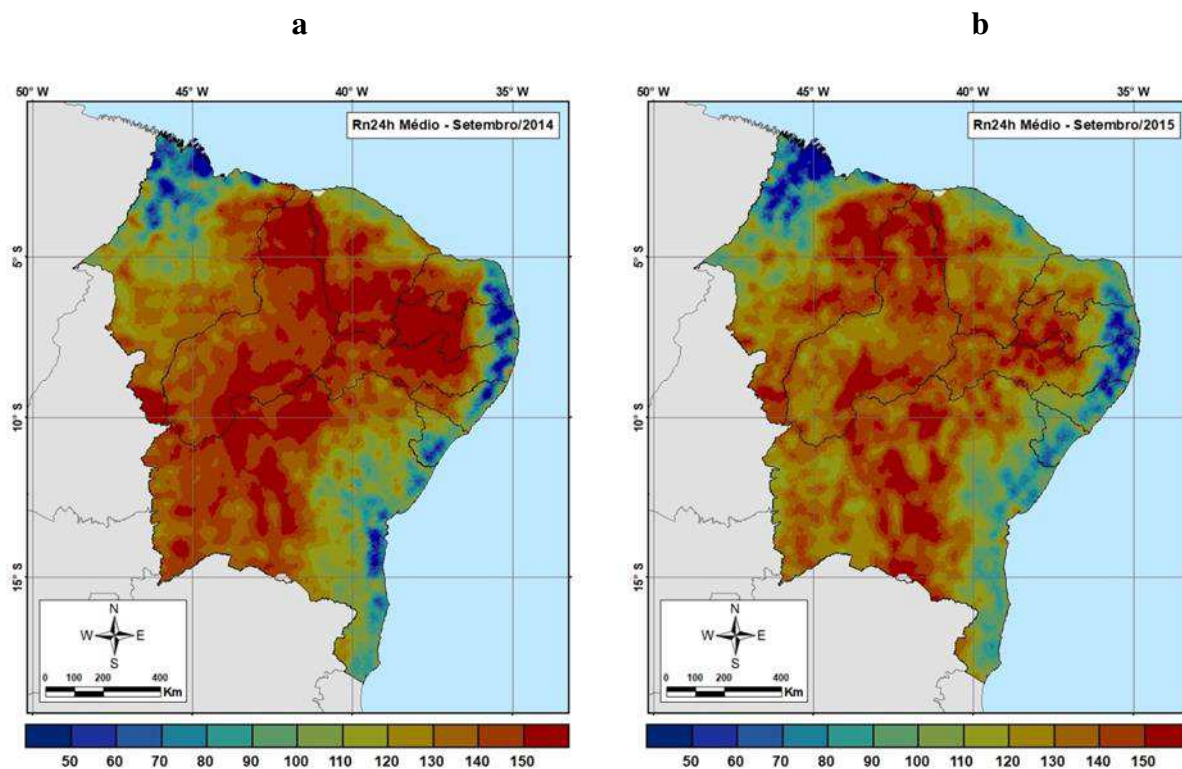 a
b
50° W 45° W 40° W 35° W
Rn24h Médio - Setembro/2014
5° S
10° S
15° S
N
W E
S
0 100 200 400
Km
50 60 70 80 90 100 110 120 130 140 150
50° W 45° W 40° W 35° W
Rn24h Médio - Setembro/2015
5° S
10° S
15° S
N
W E
S
0 100 200 400
Km
50 60 70 80 90 100 110 120 130 140 150